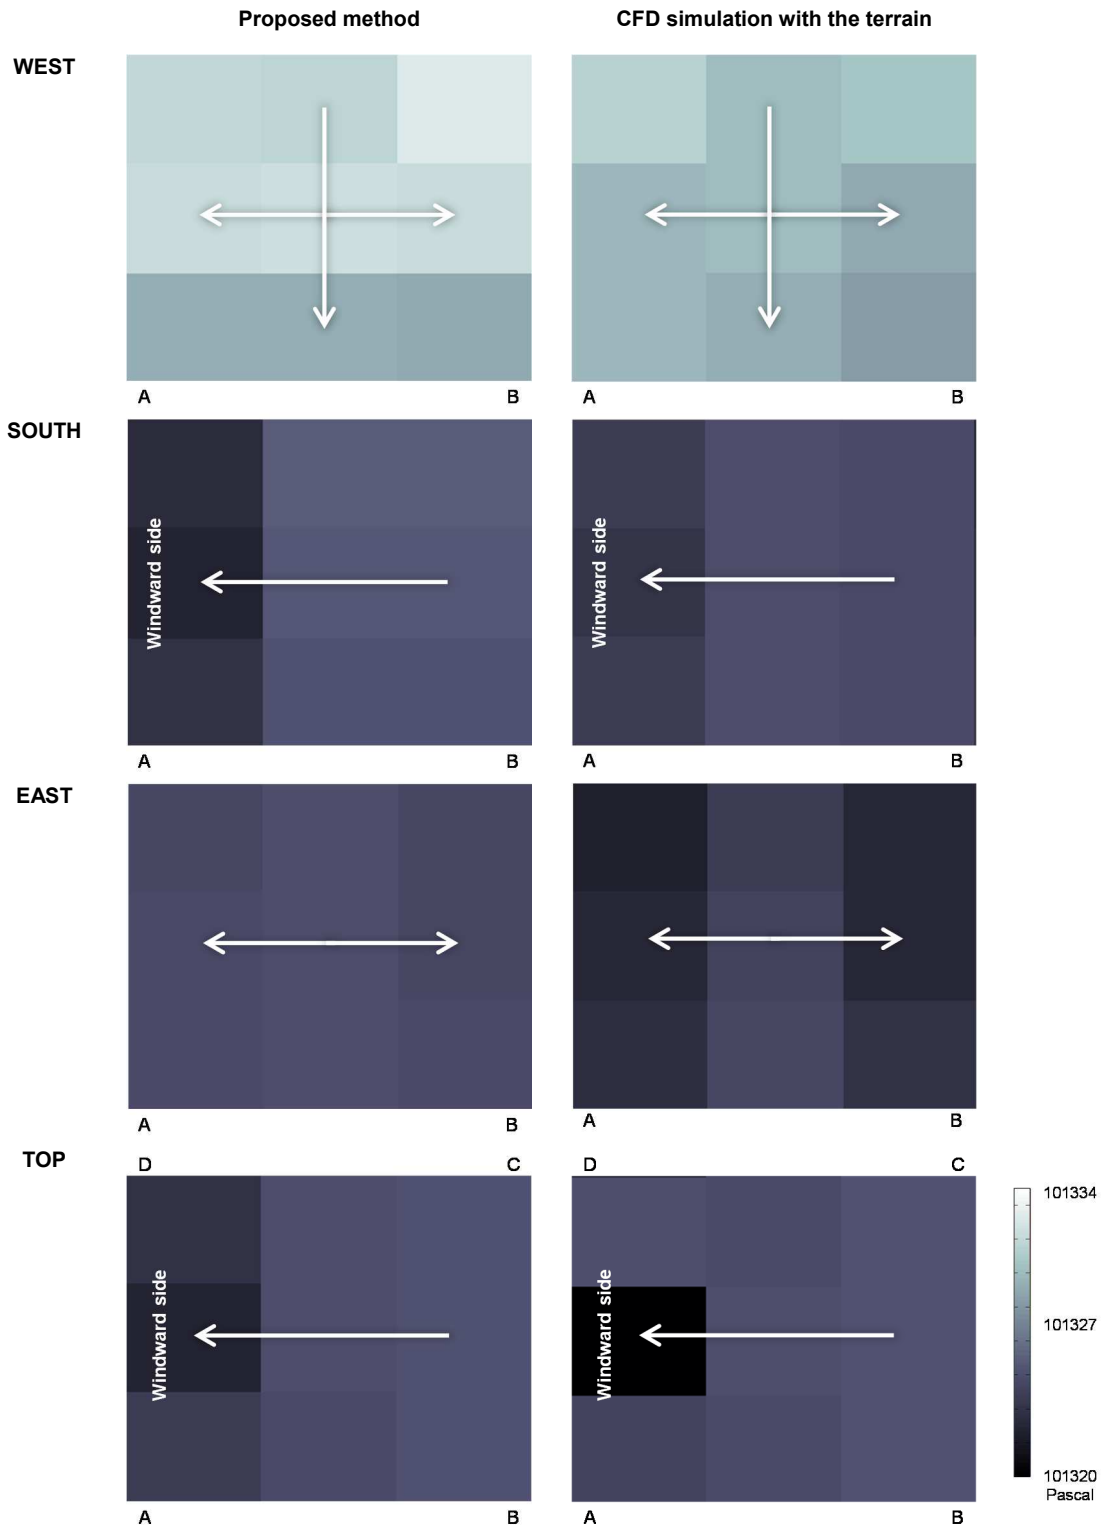 Proposed method
CFD simulation with the terrain
WEST
A
B
A
B
SOUTH
Windward side
Windward side
A
B
A
B
EAST
A
B
A
B
TOP
D
C
D
C
Windward side
Windward side
101334
101327
101320
Pascal
A
B
A
B